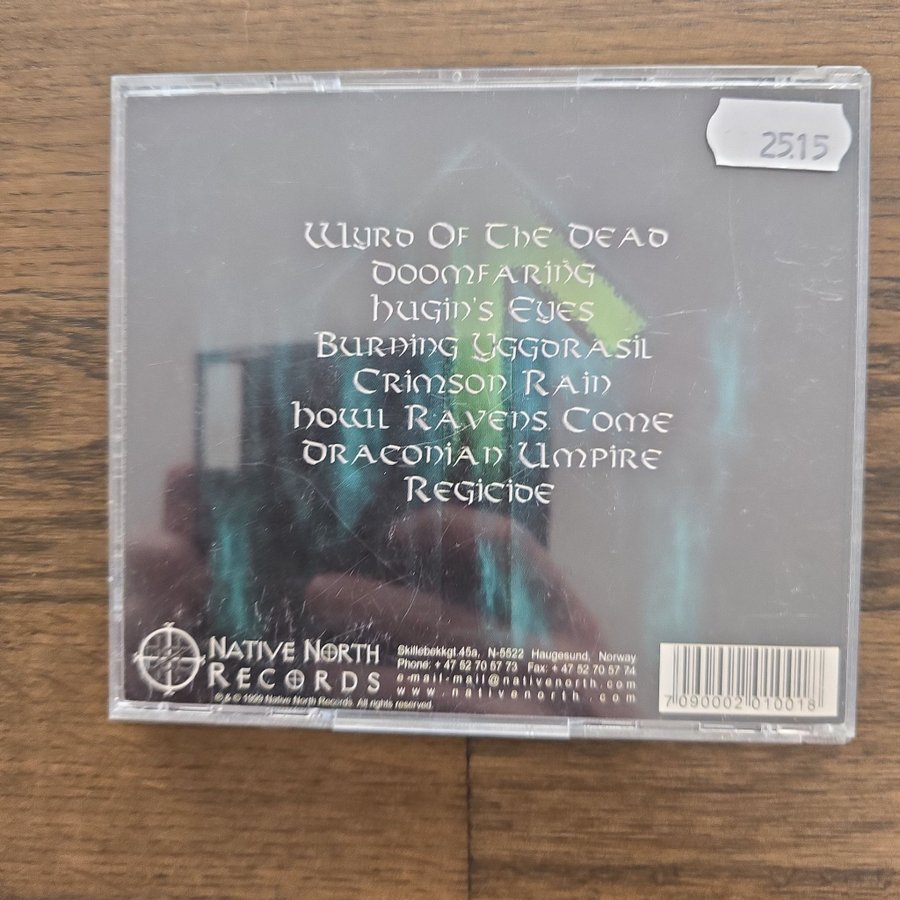 2515
Wyrd Of The Dead
Doomfaring
Hugin's Eyes
Burning Yggdrasil
Crimson Rain
Howl Ravens Come
Draconian Umpire
Regicide
Native North
Records
Skillebekkgt.45a, N-5522 Haugesund, Norway
Phone: + 47 52 70 57 73 Fax: + 47 52 70 57 74
e-mail-mail@nativenorth.com
www.nativenorth.com
℗ & © 1999 Native North Records. All rights reserved.
7 090002 010018